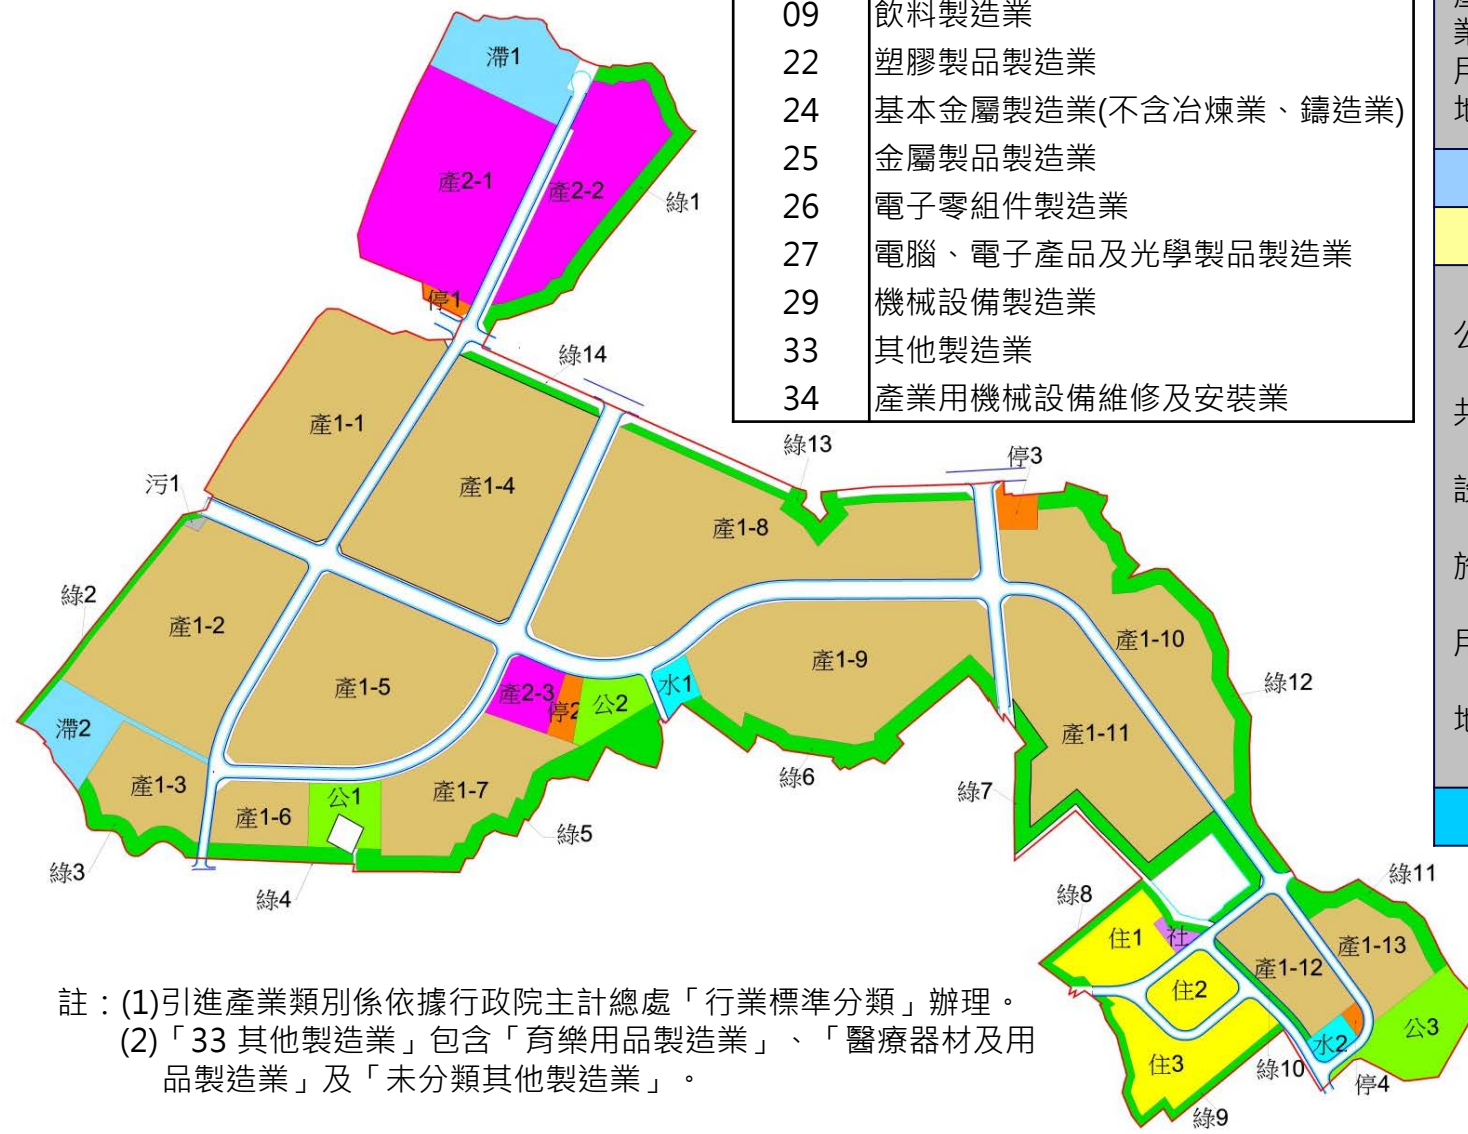 09 飲料製造業
22 塑膠製品製造業
24 基本金屬製造業(不含冶煉業、鑄造業)
25 金屬製品製造業
26 電子零組件製造業
27 電腦、電子產品及光學製品製造業
29 機械設備製造業
33 其他製造業
34 產業用機械設備維修及安裝業
業
公
共
用
滯1
產2-1
產2-2
綠1
停1
綠14
產1-1
綠13
停3
污1
產1-4
產1-8
綠2
產1-2
產1-5
產1-9
產1-10
綠12
產2-3
停2
公2
水1
滯2
產1-11
產1-3
產1-6
公1
產1-7
綠6
綠7
綠5
綠3
綠4
綠8
綠11
住1
社
產1-12
產1-13
住2
住3
水2
公3
綠10
停4
綠9
註：(1)引進產業類別係依據行政院主計總處「行業標準分類」辦理。
(2)「33 其他製造業」包含「育樂用品製造業」、「醫療器材及用
品製造業」及「未分類其他製造業」。